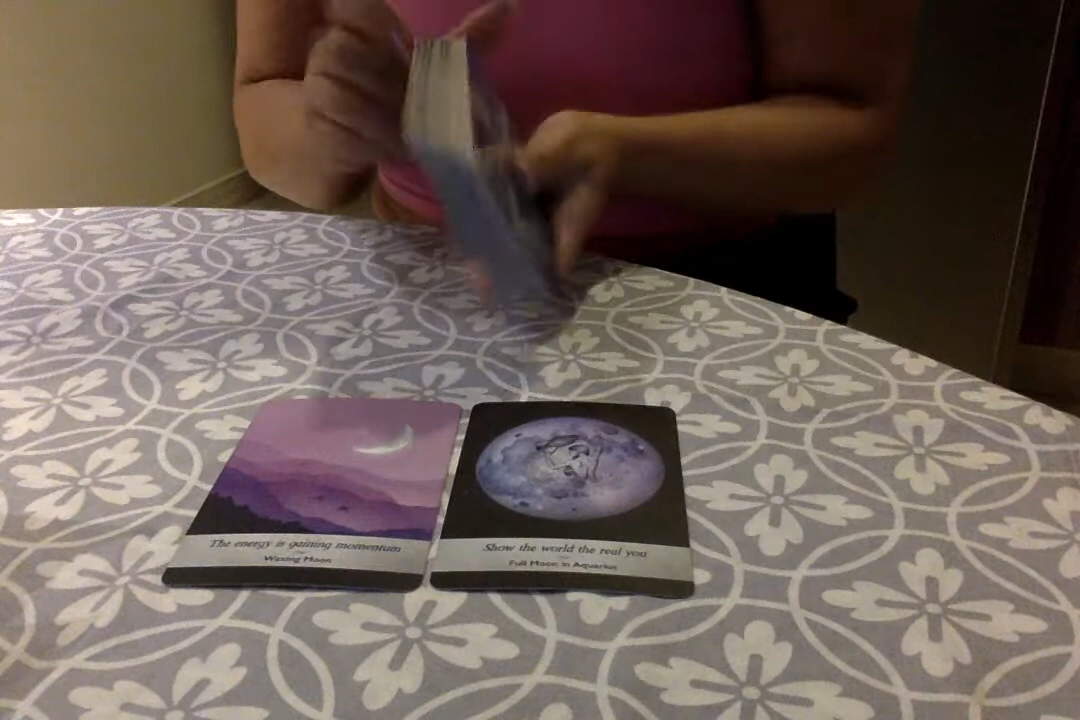 The energy is gaining momentum
Waxing Moon
Show the world the real you
Full Moon in Aquarius